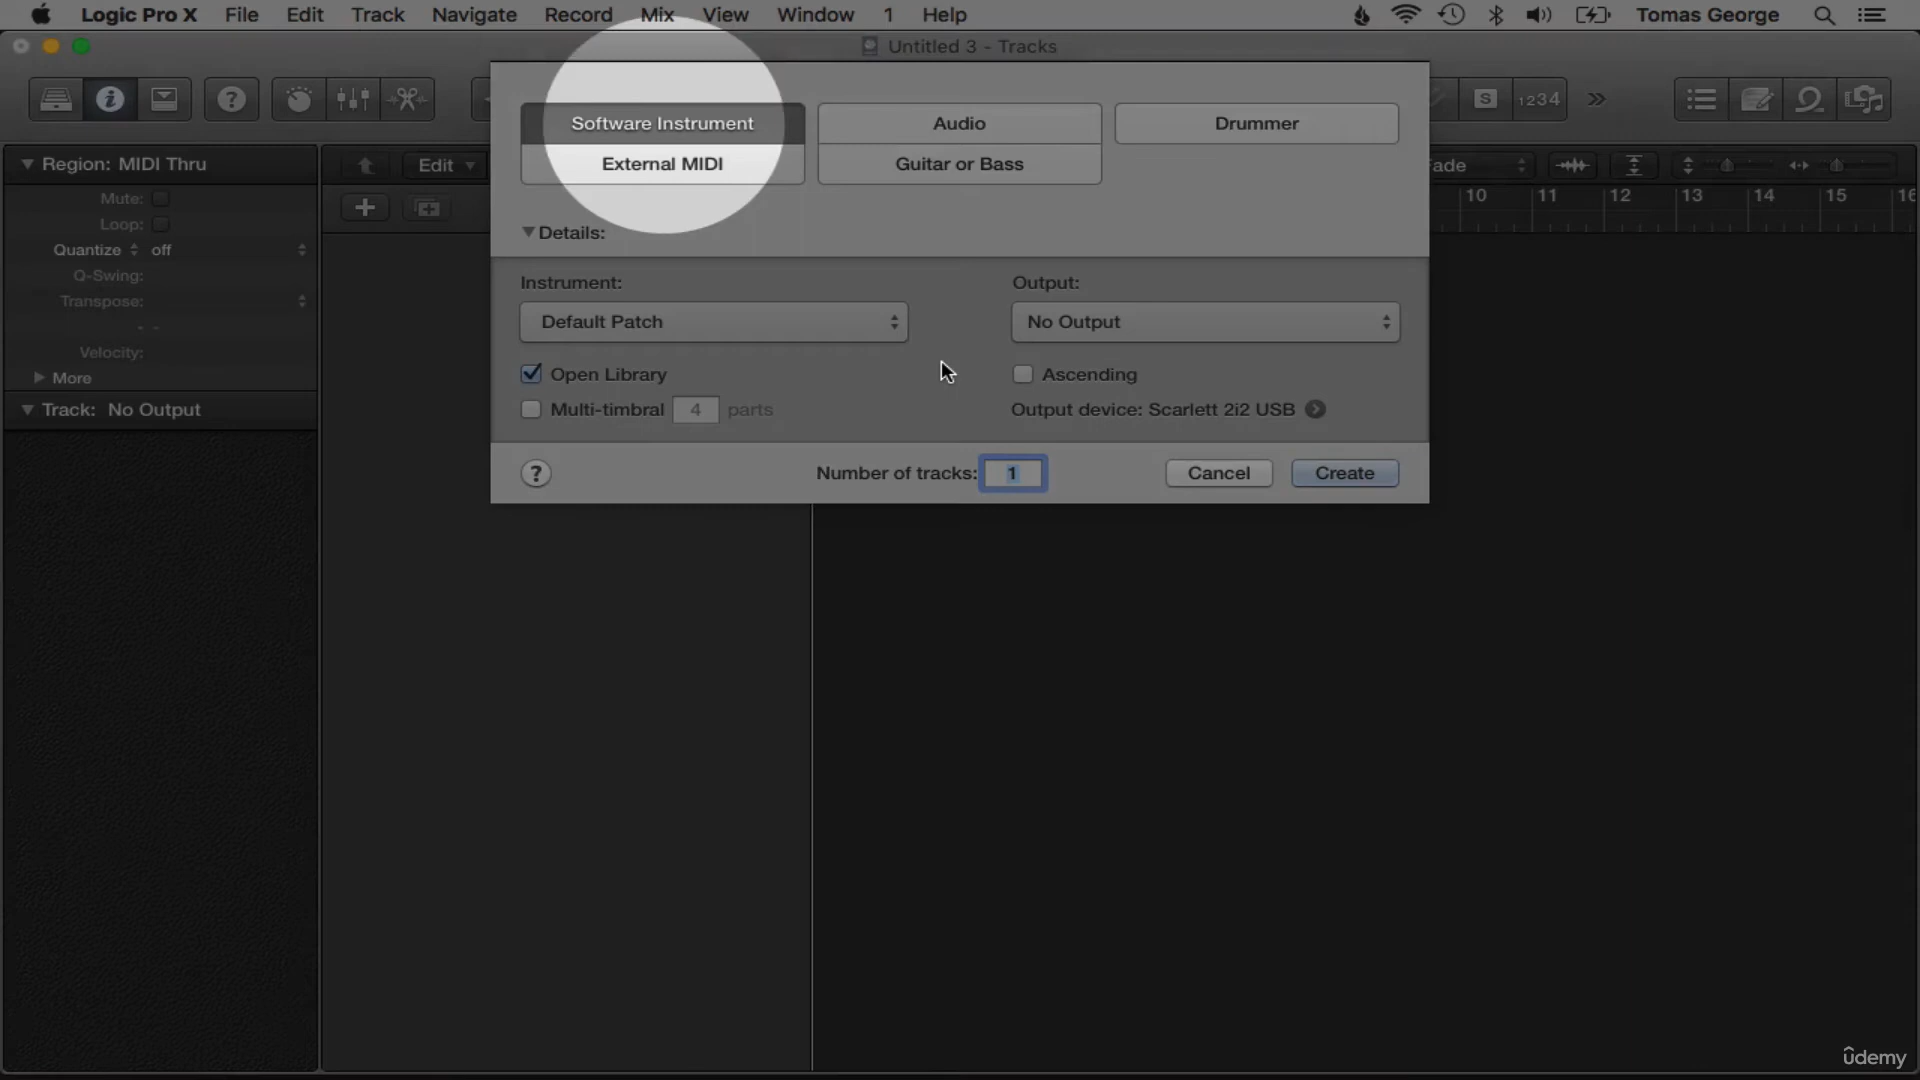 Logic Pro X File Edit Track Navigate Record Mix View Window 1 Help Tomas George
Untitled 3 - Tracks
Software Instrument Audio Drummer
External MIDI Guitar or Bass
S 1234
Region: MIDI Thru
Edit
ade
Mute:
Loop:
Quantize off
Q-Swing:
Transpose:
Velocity:
More
Track: No Output
10 11 12 13 14 15 16
Details:
Instrument: Output:
Default Patch No Output
Open Library Ascending
Multi-timbral 4 parts Output device: Scarlett 2i2 USB
? Number of tracks: 1 Cancel Create
udemy